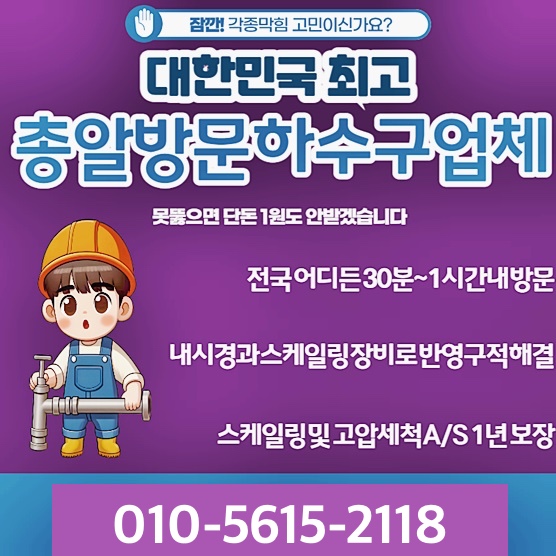 잠깐! 각종막힘 고민이신가요?
대한민국 최고
총알방문하수구업체
못뚫으면 단돈 1원도 안받겠습니다
전국어디든30분~1시간내방문
내시경과스케일링장비로반영구적해결
스케일링및고압세척A/S1년보장
010-5615-2118